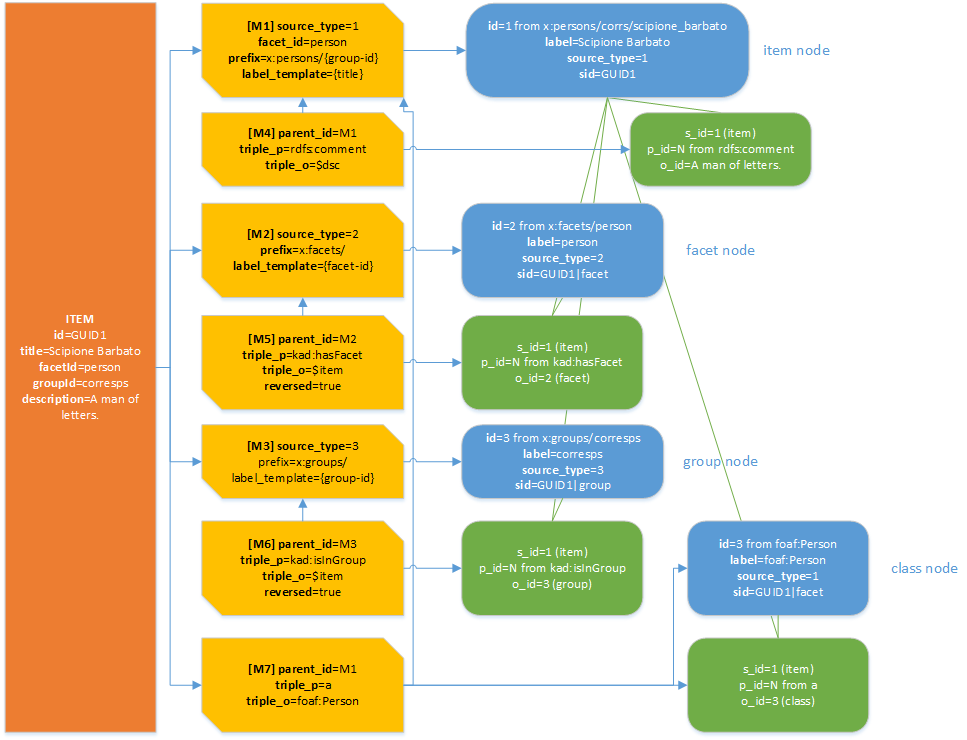 ITEM
id=GUID1
title=Scipione Barbato
facetId=person
groupId=corresps
description=A man of
letters.
[M1] source_type=1
facet_id=person
prefix=x:persons/{group-id}
label_template={title}
id=1 from x:persons/corrs/scipione_barbato
label=Scipione Barbato
source_type=1
sid=GUID1
item node
[M4] parent_id=M1
triple_p=rdfs:comment
triple_o=$dsc
s_id=1 (item)
p_id=N from rdfs:comment
o_id=A man of letters.
[M2] source_type=2
prefix=x:facets/
label_template={facet-id}
id=2 from x:facets/person
label=person
source_type=2
sid=GUID1|facet
facet node
[M5] parent_id=M2
triple_p=kad:hasFacet
triple_o=$item
reversed=true
s_id=1 (item)
p_id=N from kad:hasFacet
o_id=2 (facet)
[M3] source_type=3
prefix=x:groups/
label_template={group-id}
id=3 from x:groups/corresps
label=corresps
source_type=3
sid=GUID1|group
group node
[M6] parent_id=M3
triple_p=kad:isInGroup
triple_o=$item
reversed=true
s_id=1 (item)
p_id=N from kad:isInGroup
o_id=3 (group)
id=3 from foaf:Person
label=foaf:Person
source_type=1
sid=GUID1|facet
class node
[M7] parent_id=M1
triple_p=a
triple_o=foaf:Person
s_id=1 (item)
p_id=N from a
o_id=3 (class)